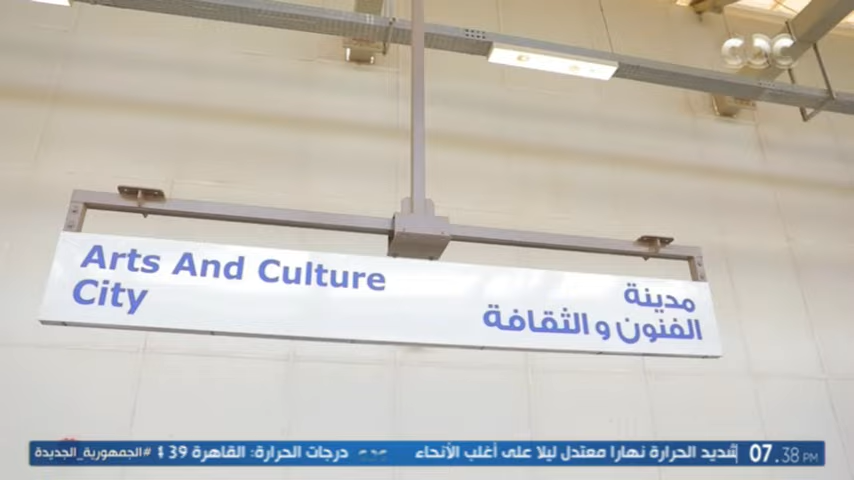 cbc
Arts And Culture
City
مدينة
الفنون و الثقافة
07.38 PM
شديد الحرارة نهارا معتدل ليلا على أغلب الأنحاء cbc درجات الحرارة: القاهرة 39
#الجمهورية_الجديدة